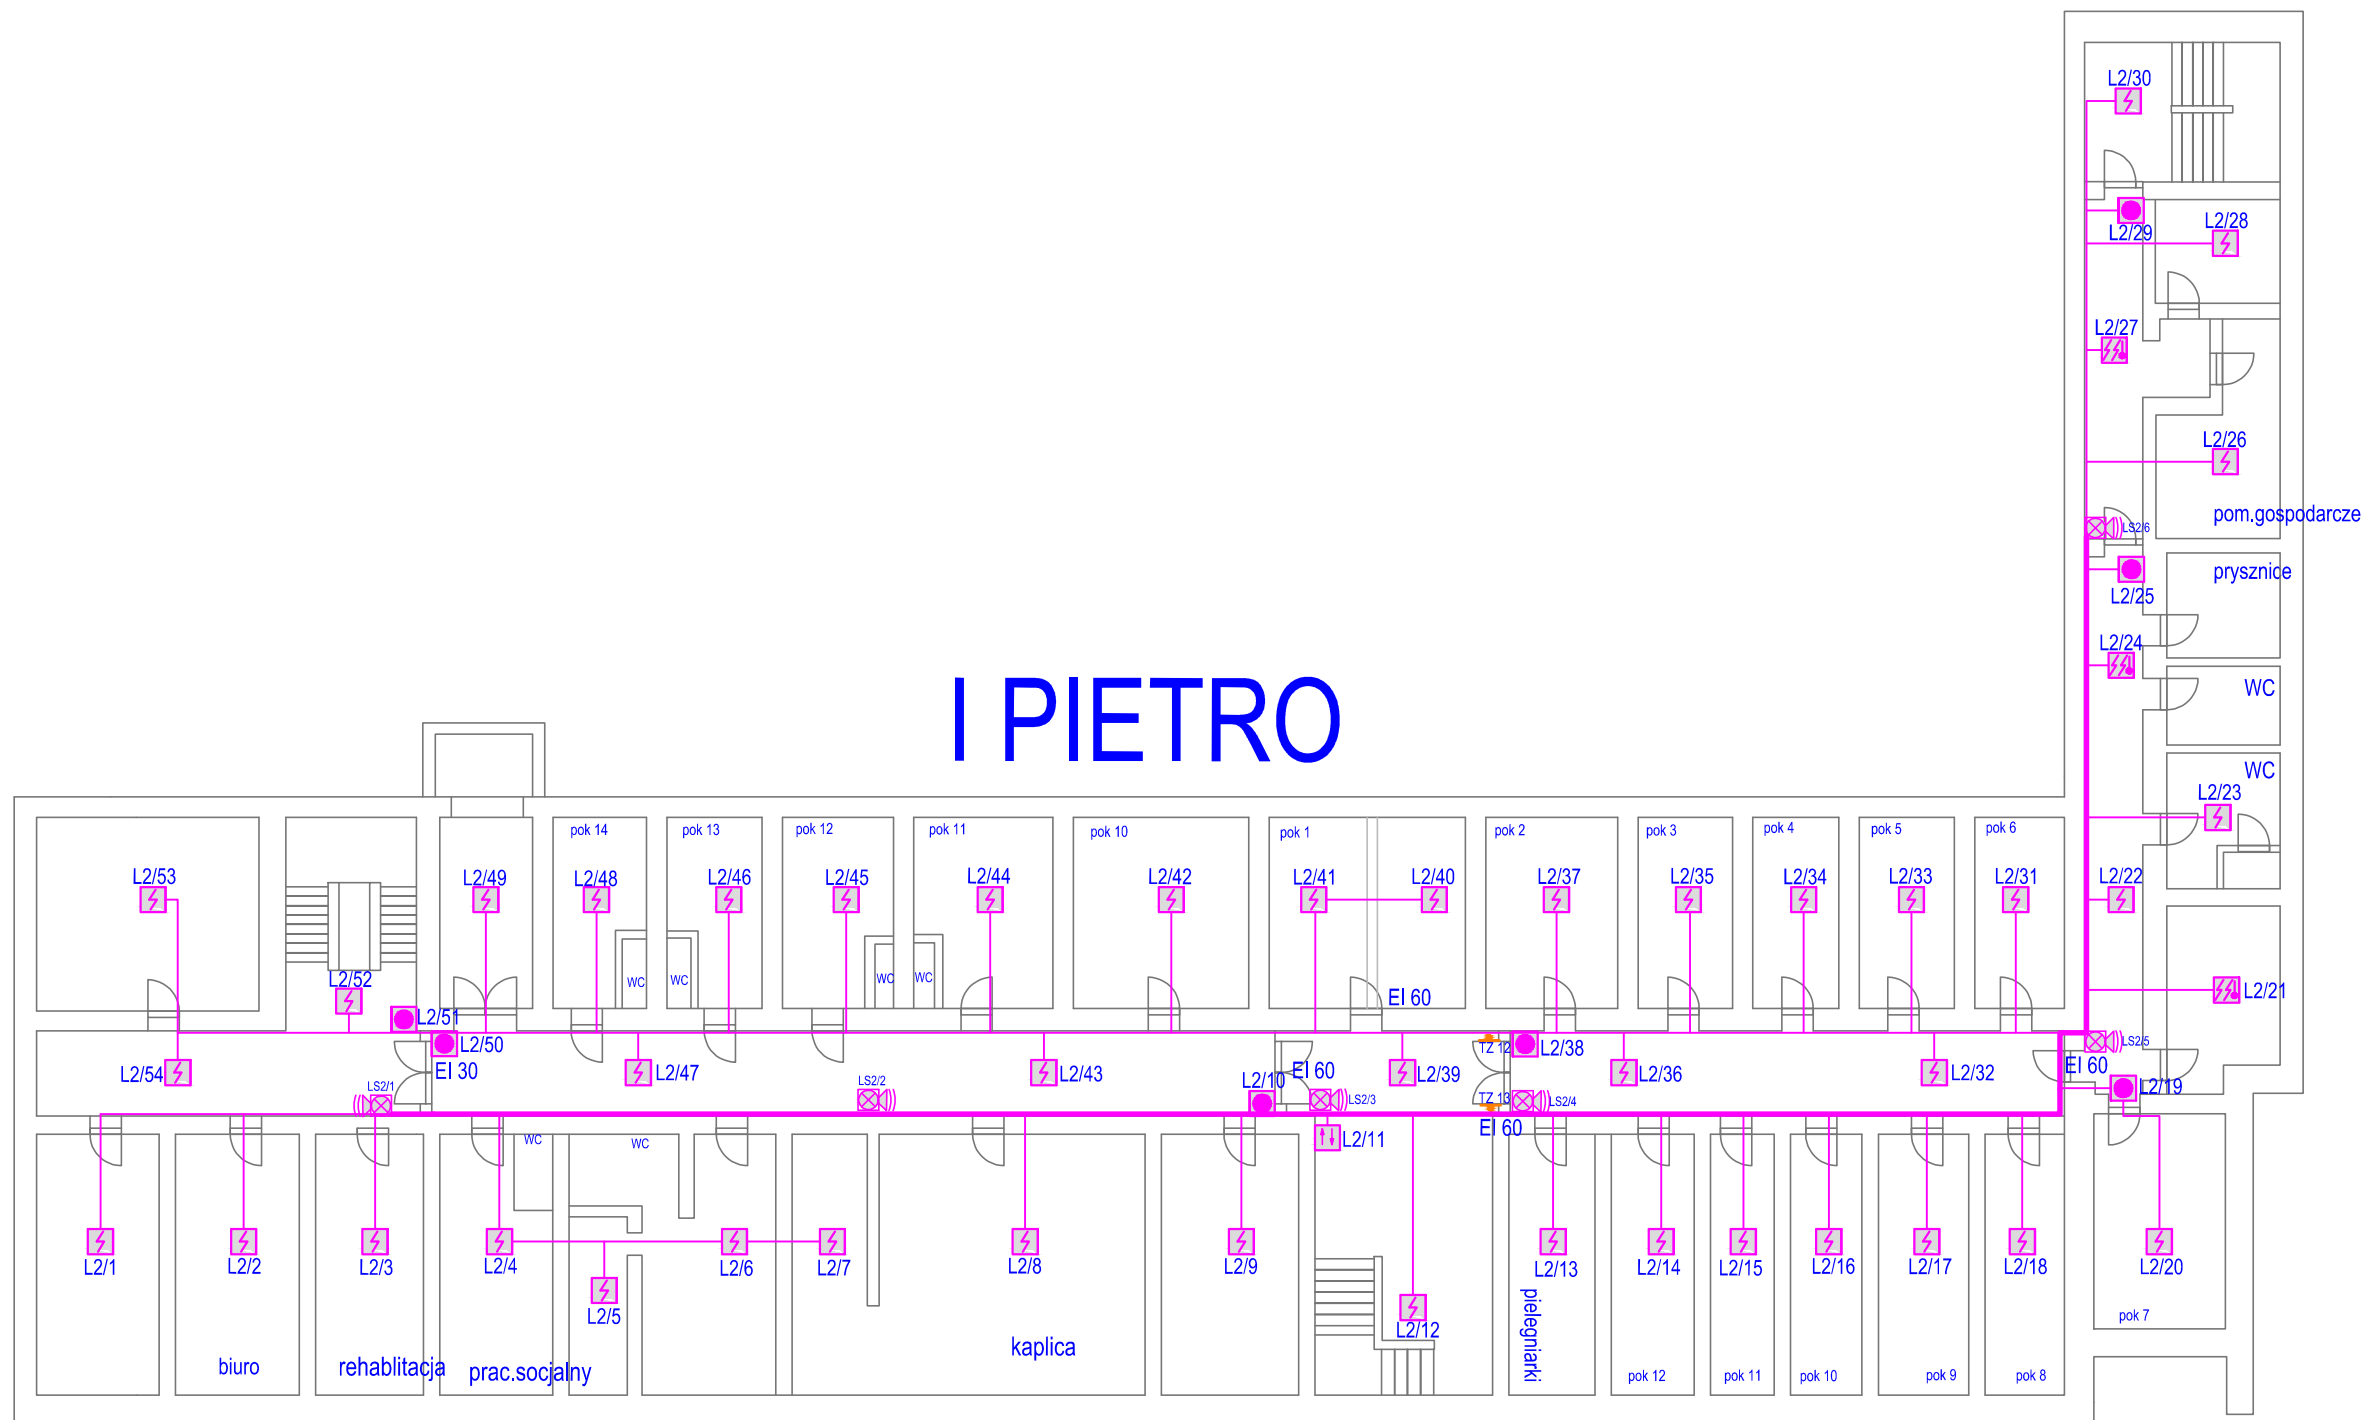 L2/30
L2/28
L2/29
L2/27
L2/26
pom.gospodarcze
LS2/6
prysznice
L2/25
L2/24
WC
I PIETRO
WC
L2/23
pok 14
pok 13
pok 12
pok 11
pok 10
pok 1
pok 2
pok 3
pok 4
pok 5
pok 6
L2/53
L2/49
L2/48
L2/46
L2/45
L2/44
L2/42
L2/41
L2/40
L2/37
L2/35
L2/34
L2/33
L2/31
L2/22
L2/52
WC
WC
WC
WC
EI 60
L2/21
L2/51
L2/50
TZ 12
L2/38
LS2/5
L2/54
EI 30
L2/47
L2/43
EI 60
L2/39
L2/36
L2/32
EI 60
LS2/1
LS2/2
L2/10
LS2/3
TZ 13
LS2/4
L2/19
WC
WC
L2/11
EI 60
L2/1
L2/2
L2/3
L2/4
L2/6
L2/7
L2/8
L2/9
L2/13
L2/14
L2/15
L2/16
L2/17
L2/18
L2/20
L2/5
L2/12
pielegniarki
pok 7
biuro
rehablitacja
prac.socjalny
kaplica
pok 12
pok 11
pok 10
pok 9
pok 8